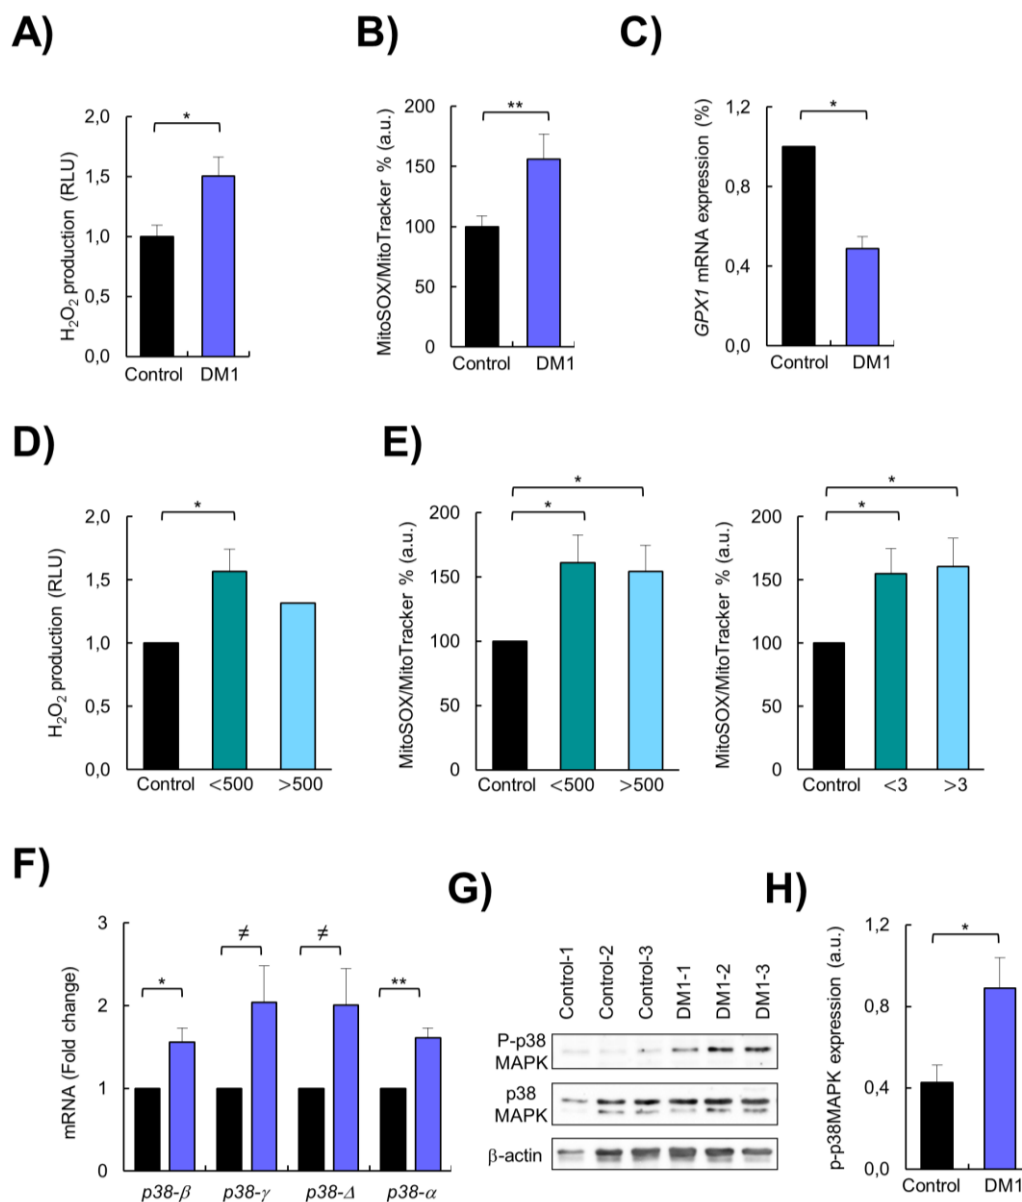 A)
B)
C)
H₂O₂ production (RLU)
2,0
1,5
1,0
0,5
0,0
*
Control DM1
MitoSOX/MitoTracker % (a.u.)
200
150
100
50
0
**
Control DM1
GPX1 mRNA expression (%)
1,2
0,8
0,4
0,0
*
Control DM1
D)
E)
H₂O₂ production (RLU)
2,0
1,5
1,0
0,5
0,0
*
Control <500 >500
MitoSOX/MitoTracker % (a.u.)
200
150
100
50
0
*
*
Control <500 >500
MitoSOX/MitoTracker % (a.u.)
200
150
100
50
0
*
*
Control <3 >3
F)
G)
H)
mRNA (Fold change)
3
2
1
0
* ≠ ≠ **
p38-β p38-γ p38-Δ p38-α
Control-1
Control-2
Control-3
DM1-1
DM1-2
DM1-3
P-p38
MAPK
p38
MAPK
β-actin
p-p38MAPK expression (a.u.)
1,2
0,8
0,4
0,0
*
Control DM1